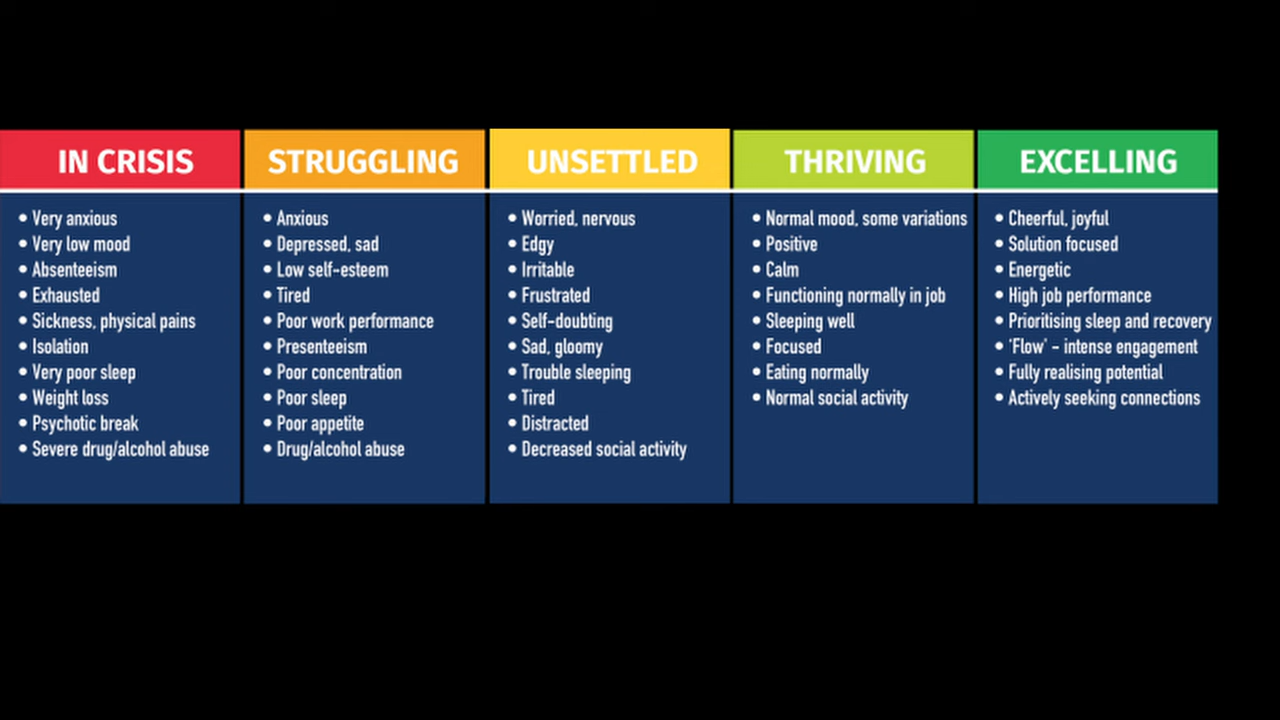 IN CRISIS
• Very anxious
• Very low mood
• Absenteeism
• Exhausted
• Sickness, physical pains
• Isolation
• Very poor sleep
• Weight loss
• Psychotic break
• Severe drug/alcohol abuse
STRUGGLING
• Anxious
• Depressed, sad
• Low self-esteem
• Tired
• Poor work performance
• Presenteeism
• Poor concentration
• Poor sleep
• Poor appetite
• Drug/alcohol abuse
UNSETTLED
• Worried, nervous
• Edgy
• Irritable
• Frustrated
• Self-doubting
• Sad, gloomy
• Trouble sleeping
• Tired
• Distracted
• Decreased social activity
THRIVING
• Normal mood, some variations
• Positive
• Calm
• Functioning normally in job
• Sleeping well
• Focused
• Eating normally
• Normal social activity
EXCELLING
• Cheerful, joyful
• Solution focused
• Energetic
• High job performance
• Prioritising sleep and recovery
• 'Flow' - intense engagement
• Fully realising potential
• Actively seeking connections